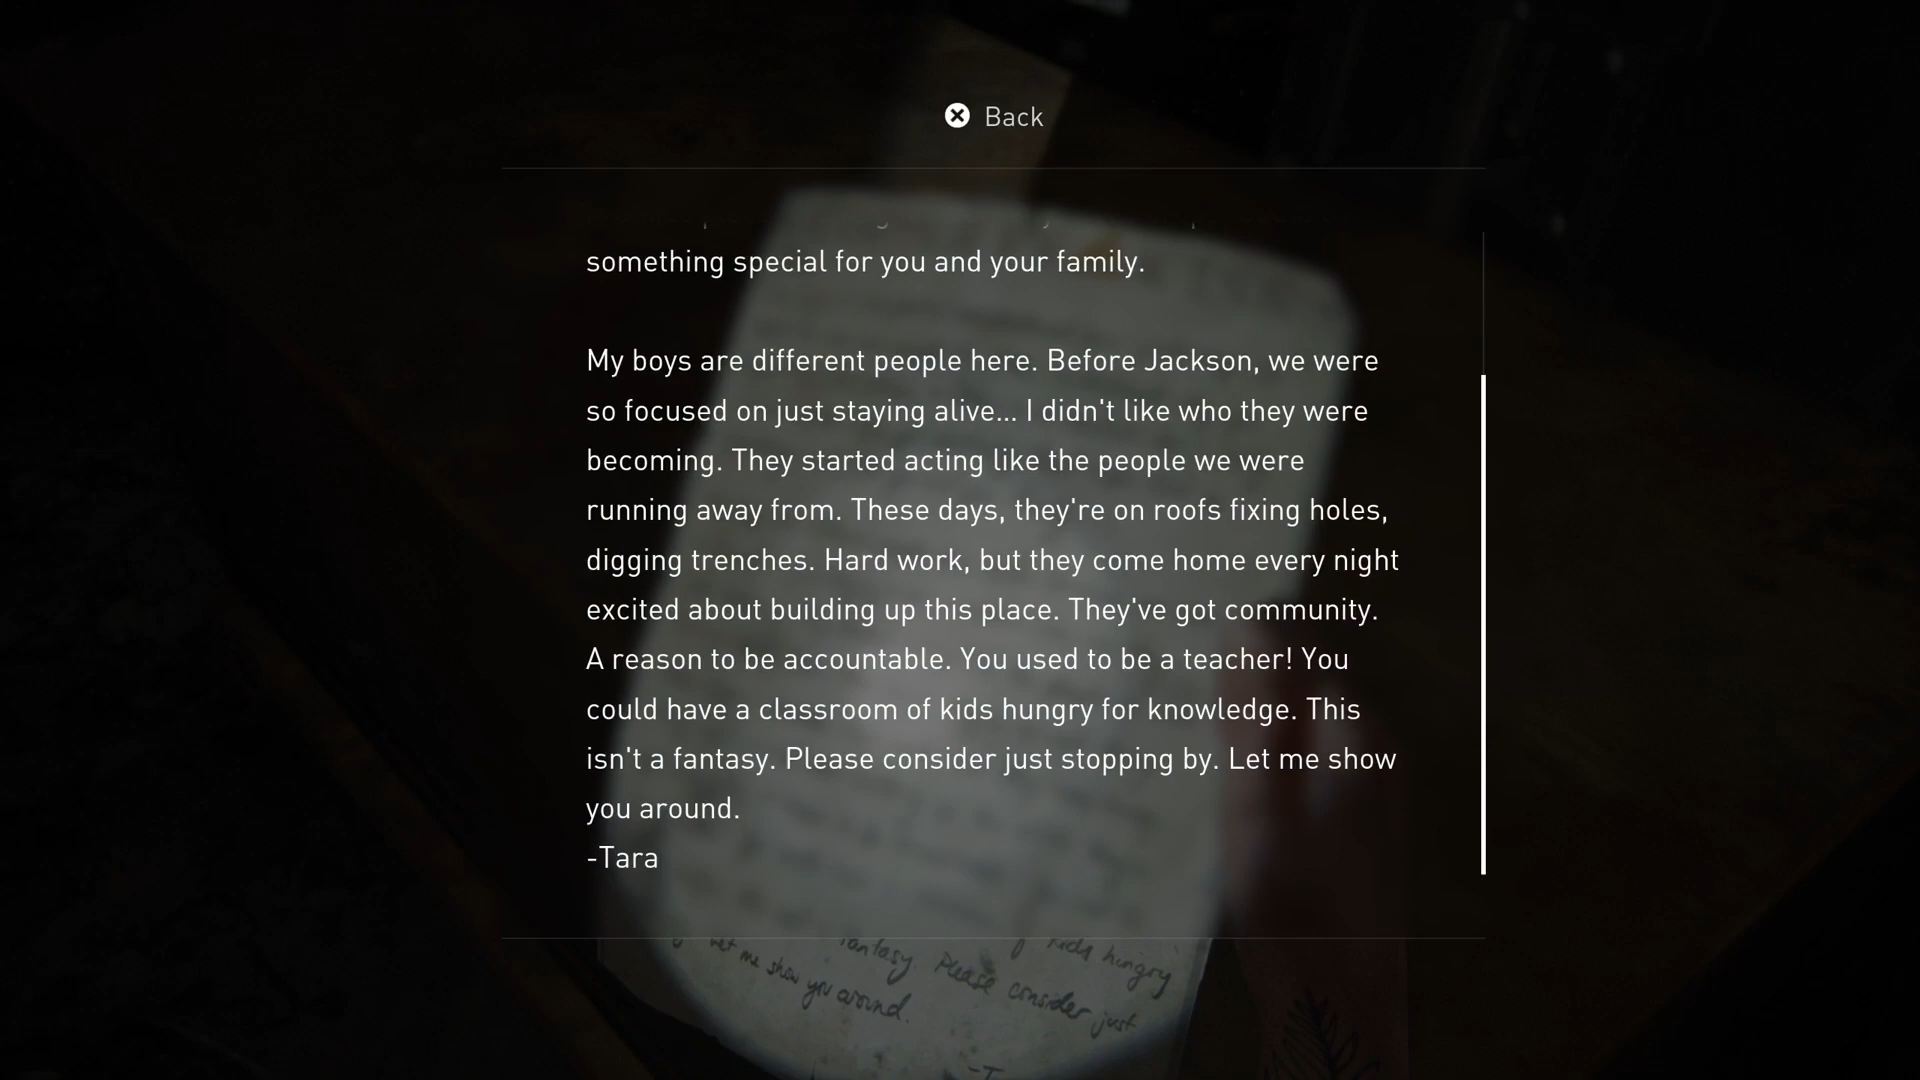 Back
something special for you and your family.
My boys are different people here. Before Jackson, we were
so focused on just staying alive... I didn't like who they were
becoming. They started acting like the people we were
running away from. These days, they're on roofs fixing holes,
digging trenches. Hard work, but they come home every night
excited about building up this place. They've got community.
A reason to be accountable. You used to be a teacher! You
could have a classroom of kids hungry for knowledge. This
isn't a fantasy. Please consider just stopping by. Let me show
you around.
-Tara
kids hungry
fantasy. Please consider just
Let me show you around.
-T